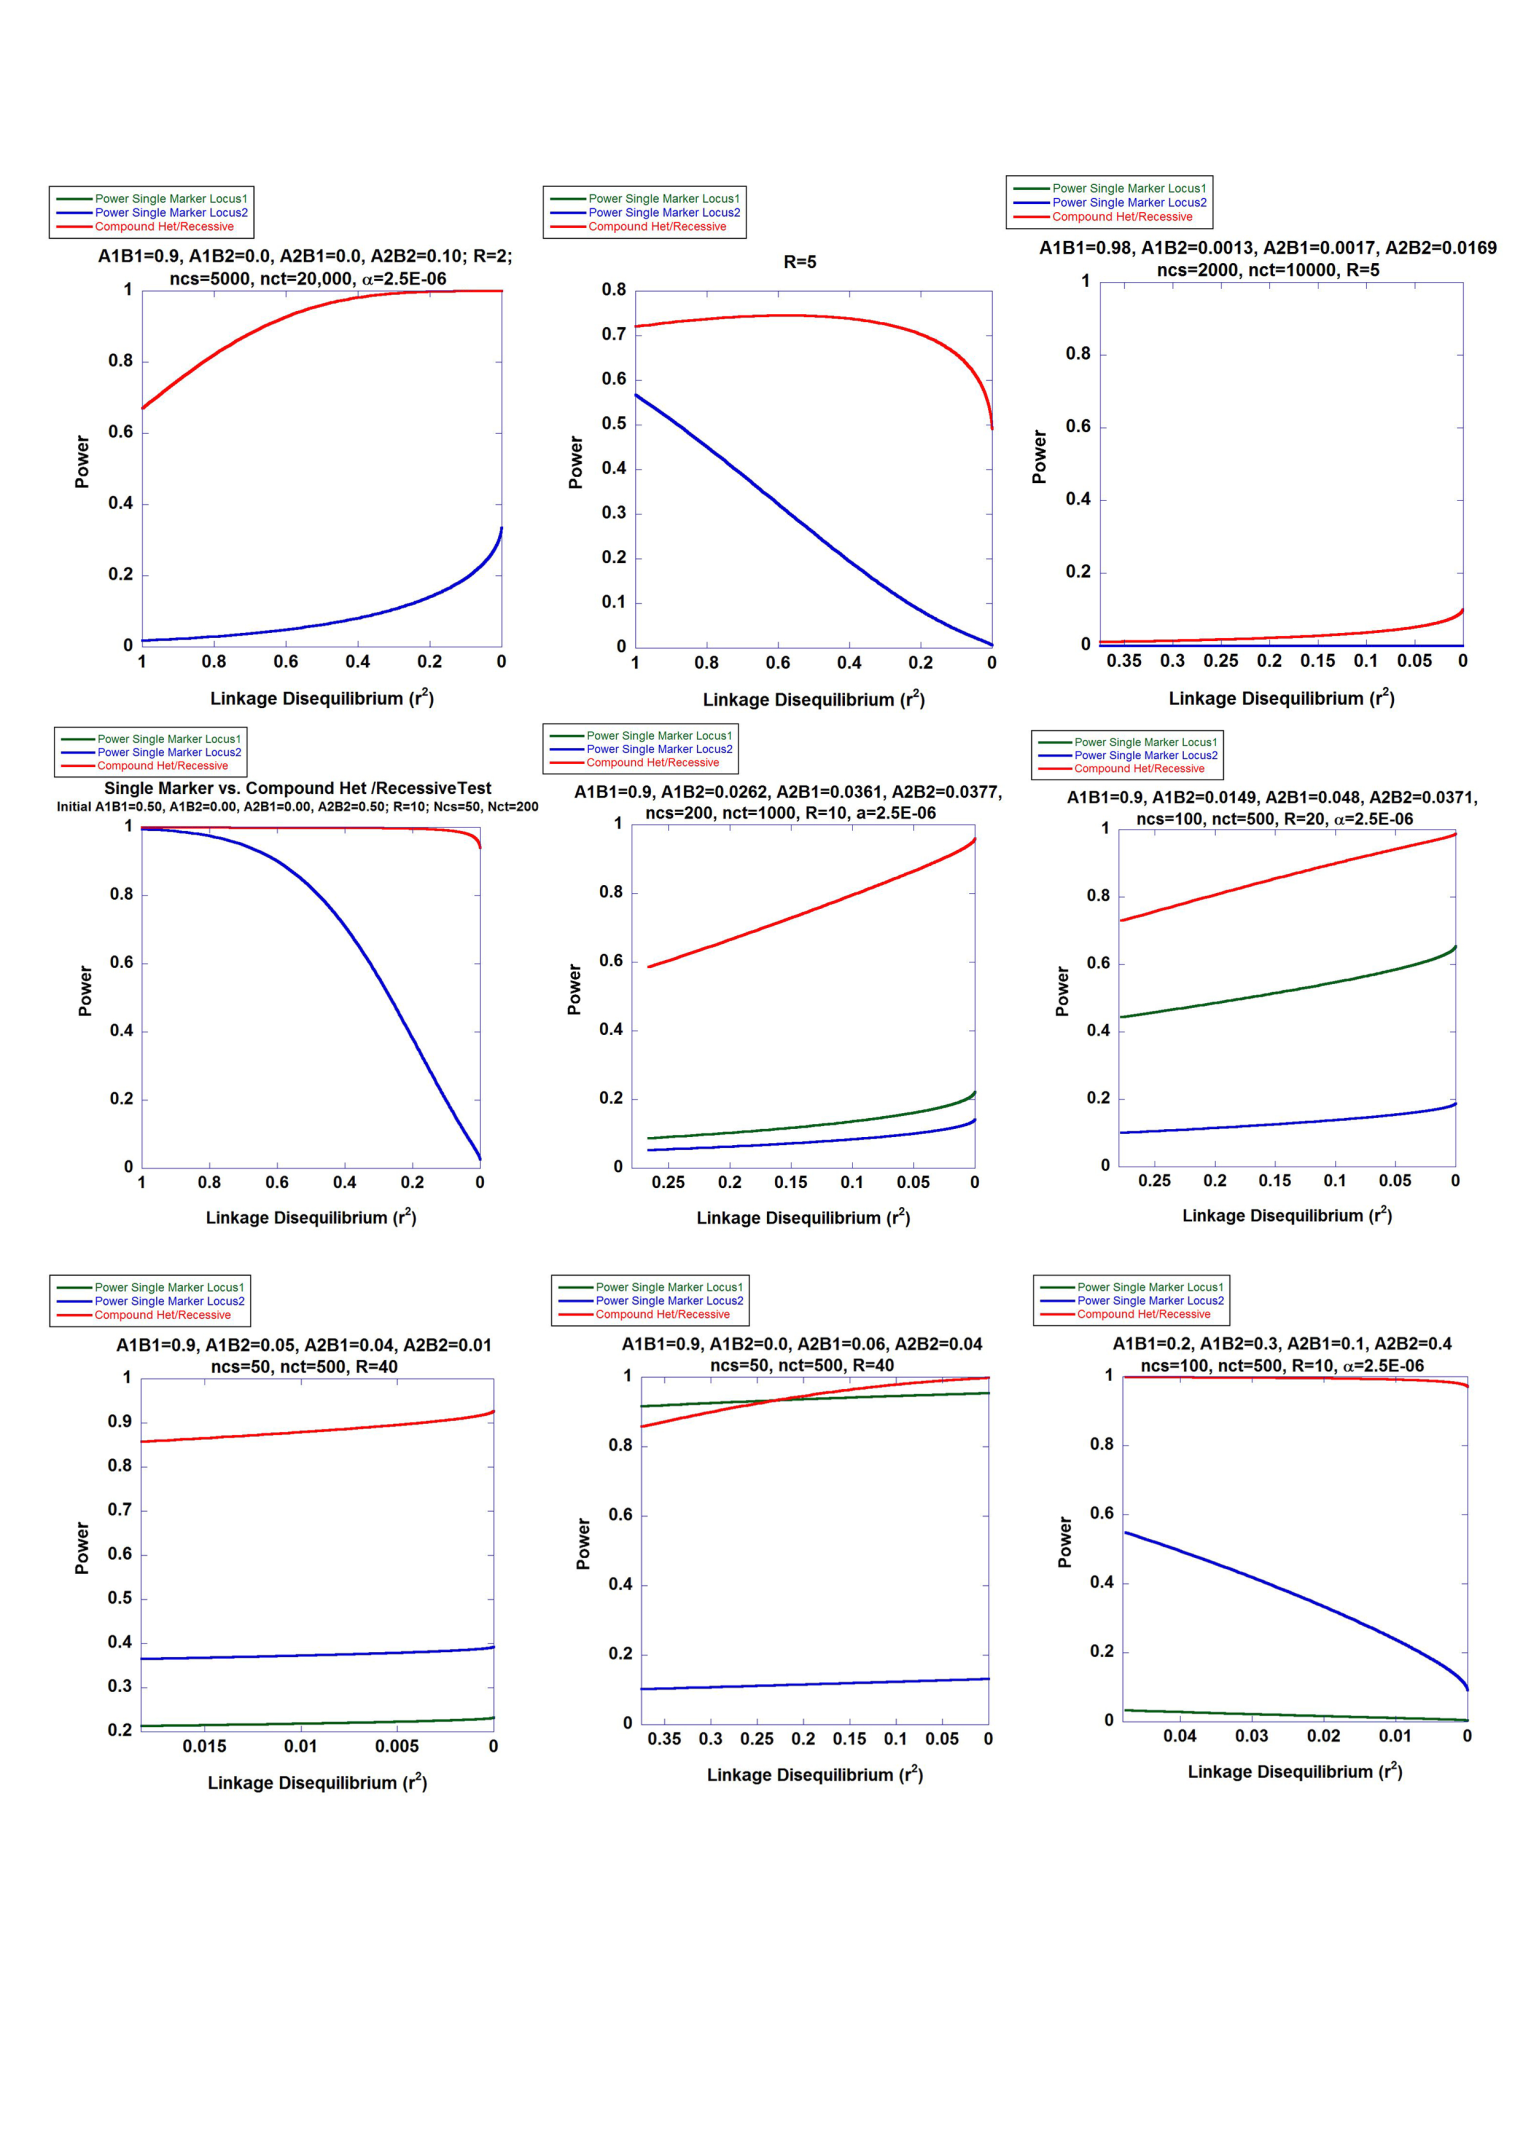 Power Single Marker Locus1
Power Single Marker Locus2
Compound Het/Recessive
A1B1=0.9, A1B2=0.0, A2B1=0.0, A2B2=0.10; R=2;
ncs=5000, nct=20,000, α=2.5E-06
1
0.8
0.6
0.4
0.2
0
Power
1 0.8 0.6 0.4 0.2 0
Linkage Disequilibrium (r²)
Power Single Marker Locus1
Power Single Marker Locus2
Compound Het/Recessive
R=5
0.8
0.7
0.6
0.5
0.4
0.3
0.2
0.1
0
Power
1 0.8 0.6 0.4 0.2 0
Linkage Disequilibrium (r²)
Power Single Marker Locus1
Power Single Marker Locus2
Compound Het/Recessive
A1B1=0.98, A1B2=0.0013, A2B1=0.0017, A2B2=0.0169
ncs=2000, nct=10000, R=5
1
0.8
0.6
0.4
0.2
0
Power
0.35 0.3 0.25 0.2 0.15 0.1 0.05 0
Linkage Disequilibrium (r²)
Power Single Marker Locus1
Power Single Marker Locus2
Compound Het/Recessive
Single Marker vs. Compound Het /RecessiveTest
Initial A1B1=0.50, A1B2=0.00, A2B1=0.00, A2B2=0.50; R=10; Ncs=50, Nct=200
1
0.8
0.6
0.4
0.2
0
Power
1 0.8 0.6 0.4 0.2 0
Linkage Disequilibrium (r²)
Power Single Marker Locus1
Power Single Marker Locus2
Compound Het/Recessive
A1B1=0.9, A1B2=0.0262, A2B1=0.0361, A2B2=0.0377,
ncs=200, nct=1000, R=10, a=2.5E-06
1
0.8
0.6
0.4
0.2
0
Power
0.25 0.2 0.15 0.1 0.05 0
Linkage Disequilibrium (r²)
Power Single Marker Locus1
Power Single Marker Locus2
Compound Het/Recessive
A1B1=0.9, A1B2=0.0149, A2B1=0.048, A2B2=0.0371,
ncs=100, nct=500, R=20, α=2.5E-06
1
0.8
0.6
0.4
0.2
0
Power
0.25 0.2 0.15 0.1 0.05 0
Linkage Disequilibrium (r²)
Power Single Marker Locus1
Power Single Marker Locus2
Compound Het/Recessive
A1B1=0.9, A1B2=0.05, A2B1=0.04, A2B2=0.01
ncs=50, nct=500, R=40
1
0.9
0.8
0.7
0.6
0.5
0.4
0.3
0.2
Power
0.015 0.01 0.005 0
Linkage Disequilibrium (r²)
Power Single Marker Locus1
Power Single Marker Locus2
Compound Het/Recessive
A1B1=0.9, A1B2=0.0, A2B1=0.06, A2B2=0.04
ncs=50, nct=500, R=40
1
0.8
0.6
0.4
0.2
0
Power
0.35 0.3 0.25 0.2 0.15 0.1 0.05 0
Linkage Disequilibrium (r²)
Power Single Marker Locus1
Power Single Marker Locus2
Compound Het/Recessive
A1B1=0.2, A1B2=0.3, A2B1=0.1, A2B2=0.4
ncs=100, nct=500, R=10, α=2.5E-06
1
0.8
0.6
0.4
0.2
0
Power
0.04 0.03 0.02 0.01 0
Linkage Disequilibrium (r²)